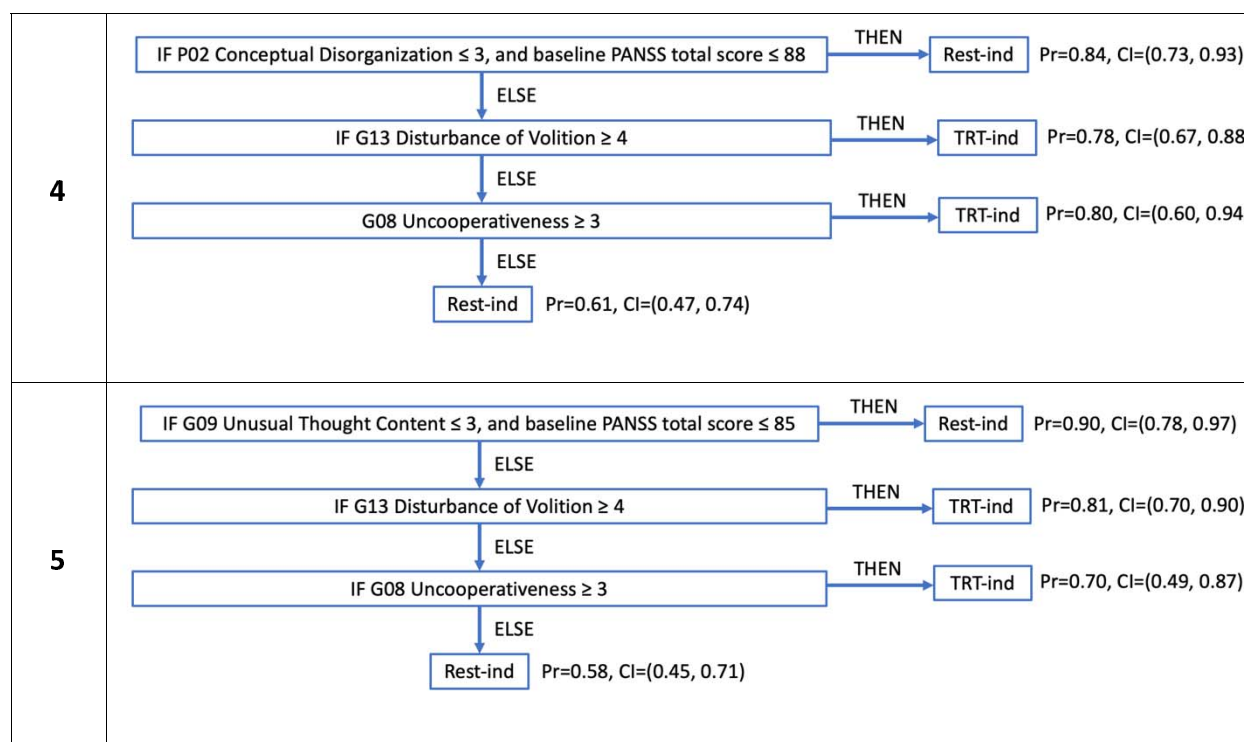 4
IF P02 Conceptual Disorganization ≤ 3, and baseline PANSS total score ≤ 88
THEN
Rest-ind
Pr=0.84, CI=(0.73, 0.93)
ELSE
IF G13 Disturbance of Volition ≥ 4
THEN
TRT-ind
Pr=0.78, CI=(0.67, 0.88
ELSE
G08 Uncooperativeness ≥ 3
THEN
TRT-ind
Pr=0.80, CI=(0.60, 0.94
ELSE
Rest-ind
Pr=0.61, CI=(0.47, 0.74)
5
IF G09 Unusual Thought Content ≤ 3, and baseline PANSS total score ≤ 85
THEN
Rest-ind
Pr=0.90, CI=(0.78, 0.97)
ELSE
IF G13 Disturbance of Volition ≥ 4
THEN
TRT-ind
Pr=0.81, CI=(0.70, 0.90)
ELSE
IF G08 Uncooperativeness ≥ 3
THEN
TRT-ind
Pr=0.70, CI=(0.49, 0.87)
ELSE
Rest-ind
Pr=0.58, CI=(0.45, 0.71)